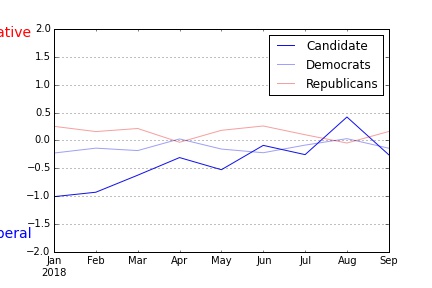 ative
2.0
1.5
1.0
0.5
0.0
−0.5
−1.0
−1.5
−2.0
beral
Candidate
Democrats
Republicans
Jan Feb Mar Apr May Jun Jul Aug Sep
2018